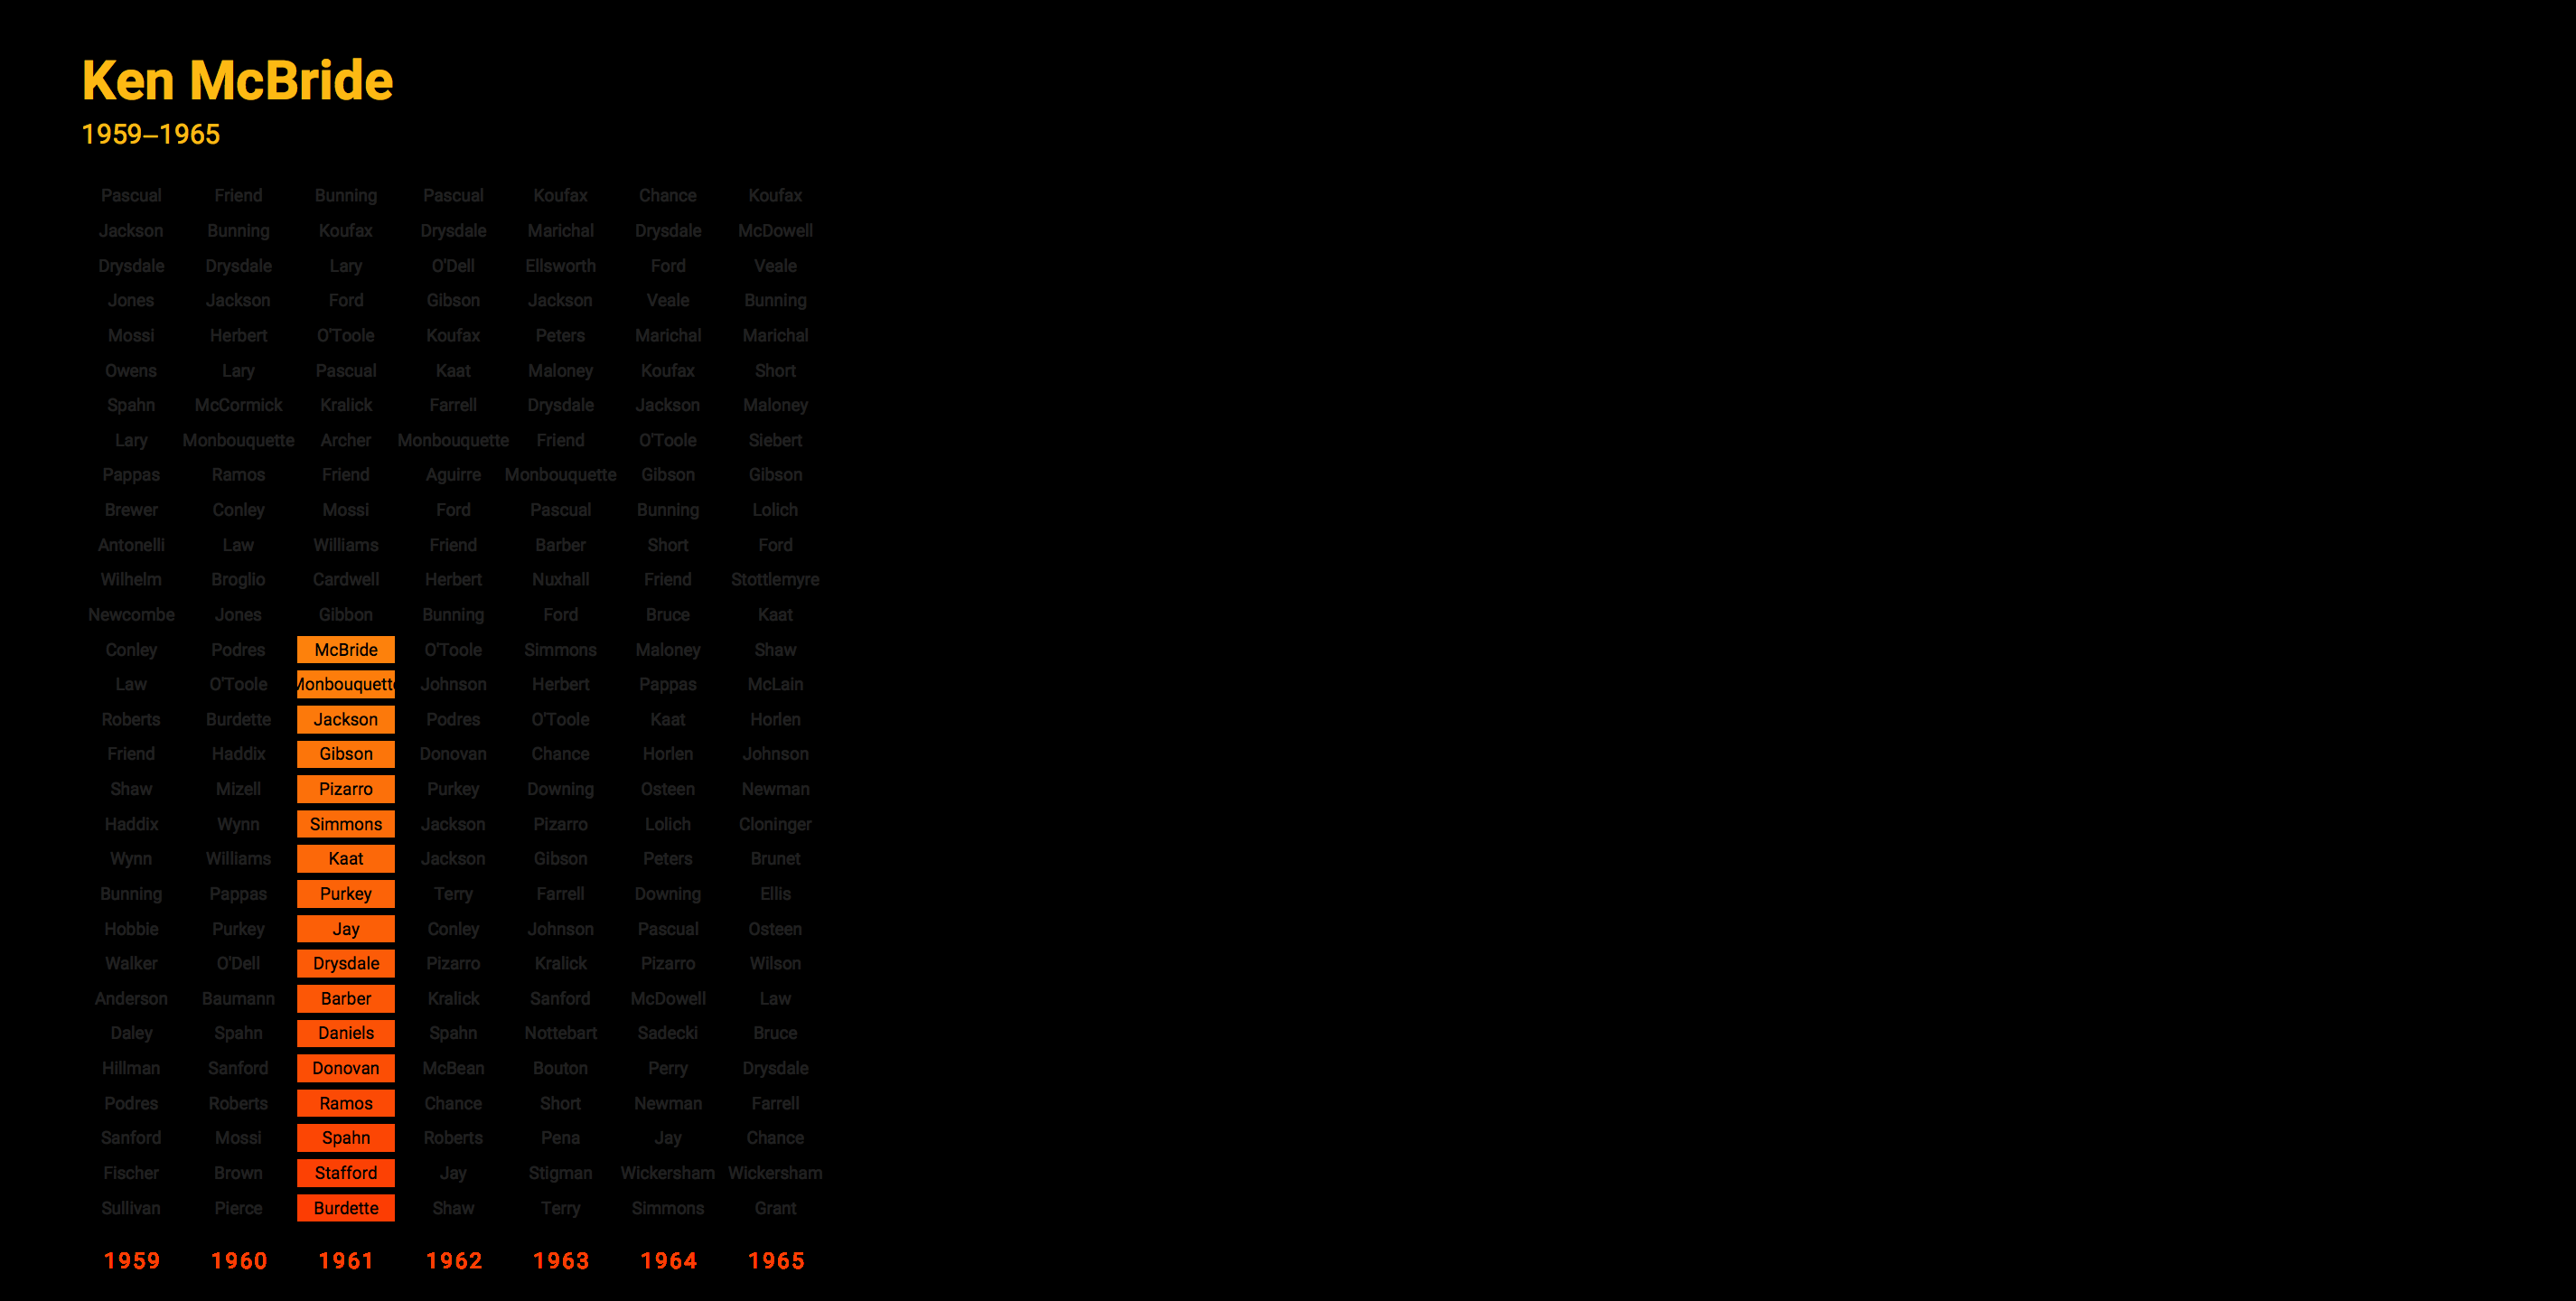 Ken McBride
1959–1965
Pascual Friend Bunning Pascual Koufax Chance Koufax
Jackson Bunning Koufax Drysdale Marichal Drysdale McDowell
Drysdale Drysdale Lary O'Dell Ellsworth Ford Veale
Jones Jackson Ford Gibson Jackson Veale Bunning
Mossi Herbert O'Toole Koufax Peters Marichal Marichal
Owens Lary Pascual Kaat Maloney Koufax Short
Spahn McCormick Kralick Farrell Drysdale Jackson Maloney
Lary Monbouquette Archer Monbouquette Friend O'Toole Siebert
Pappas Ramos Friend Aguirre Monbouquette Gibson Gibson
Brewer Conley Mossi Ford Pascual Bunning Lolich
Antonelli Law Williams Friend Barber Short Ford
Wilhelm Broglio Cardwell Herbert Nuxhall Friend Stottlemyre
Newcombe Jones Gibbon Bunning Ford Bruce Kaat
Conley Podres McBride O'Toole Simmons Maloney Shaw
Law O'Toole Monbouquette Johnson Herbert Pappas McLain
Roberts Burdette Jackson Podres O'Toole Kaat Horlen
Friend Haddix Gibson Donovan Chance Horlen Johnson
Shaw Mizell Pizarro Purkey Downing Osteen Newman
Haddix Wynn Simmons Jackson Pizarro Lolich Cloninger
Wynn Williams Kaat Jackson Gibson Peters Brunet
Bunning Pappas Purkey Terry Farrell Downing Ellis
Hobbie Purkey Jay Conley Johnson Pascual Osteen
Walker O'Dell Drysdale Pizarro Kralick Pizarro Wilson
Anderson Baumann Barber Kralick Sanford McDowell Law
Daley Spahn Daniels Spahn Nottebart Sadecki Bruce
Hillman Sanford Donovan McBean Bouton Perry Drysdale
Podres Roberts Ramos Chance Short Newman Farrell
Sanford Mossi Spahn Roberts Pena Jay Chance
Fischer Brown Stafford Jay Stigman Wickersham Wickersham
Sullivan Pierce Burdette Shaw Terry Simmons Grant
1959 1960 1961 1962 1963 1964 1965